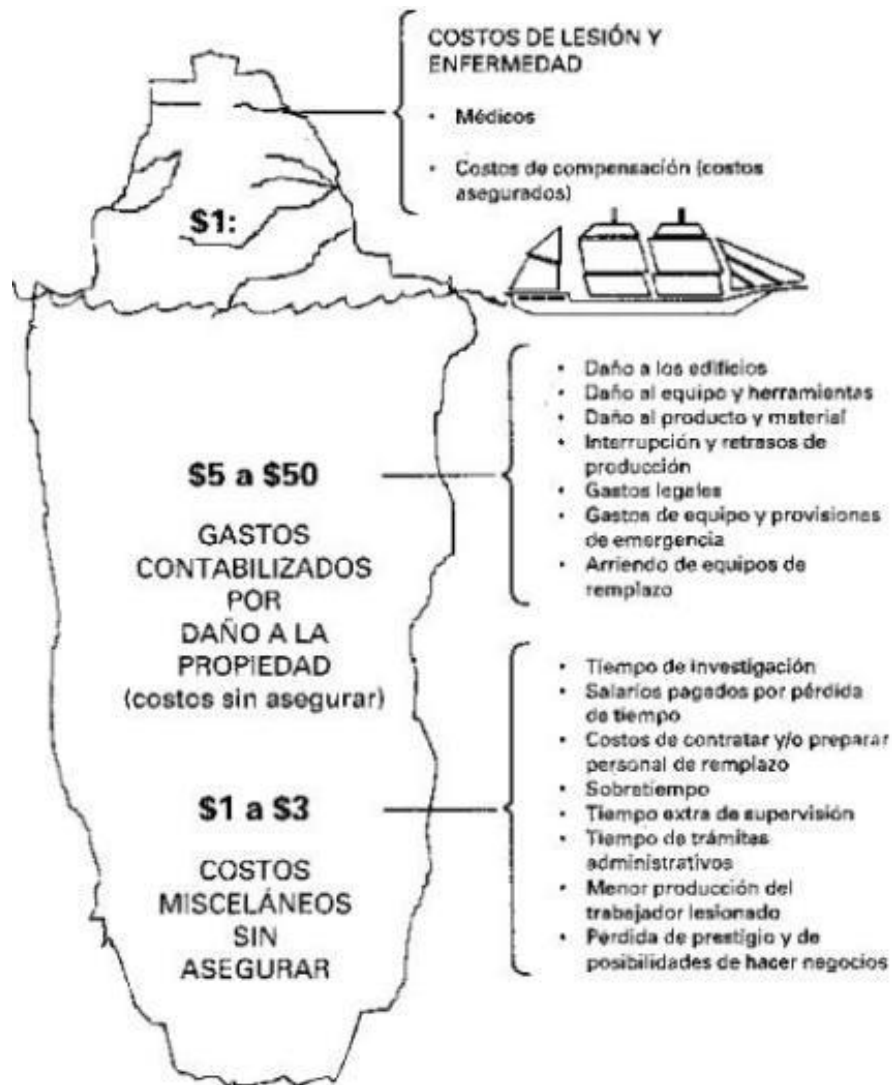 COSTOS DE LESIÓN Y
ENFERMEDAD
• Médicos
• Costos de compensación (costos
asegurados)
$1:
• Daño a los edificios
• Daño al equipo y herramientas
• Daño al producto y material
• Interrupción y retrasos de
producción
• Gastos legales
• Gastos de equipo y provisiones
de emergencia
• Arriendo de equipos de
remplazo
$5 a $50
GASTOS
CONTABILIZADOS
POR
DAÑO A LA
PROPIEDAD
(costos sin asegurar)
• Tiempo de investigación
• Salarios pagados por pérdida
de tiempo
• Costos de contratar y/o preparar
personal de remplazo
• Sobretiempo
• Tiempo extra de supervisión
• Tiempo de trámites
administrativos
• Menor producción del
trabajador lesionado
• Pérdida de prestigio y de
posibilidades de hacer negocios
$1 a $3
COSTOS
MISCELÁNEOS
SIN
ASEGURAR